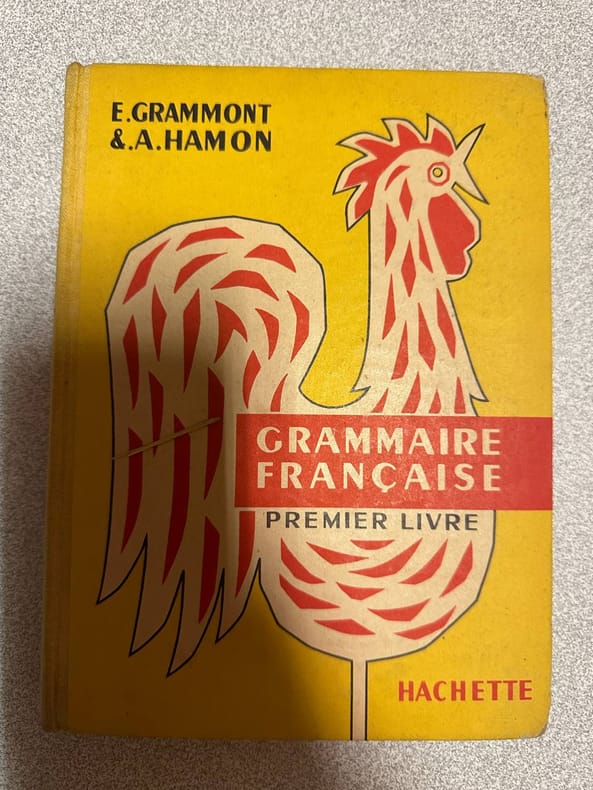 E.GRAMMONT
&.A.HAMON
GRAMMAIRE
FRANÇAISE
PREMIER LIVRE
HACHETTE